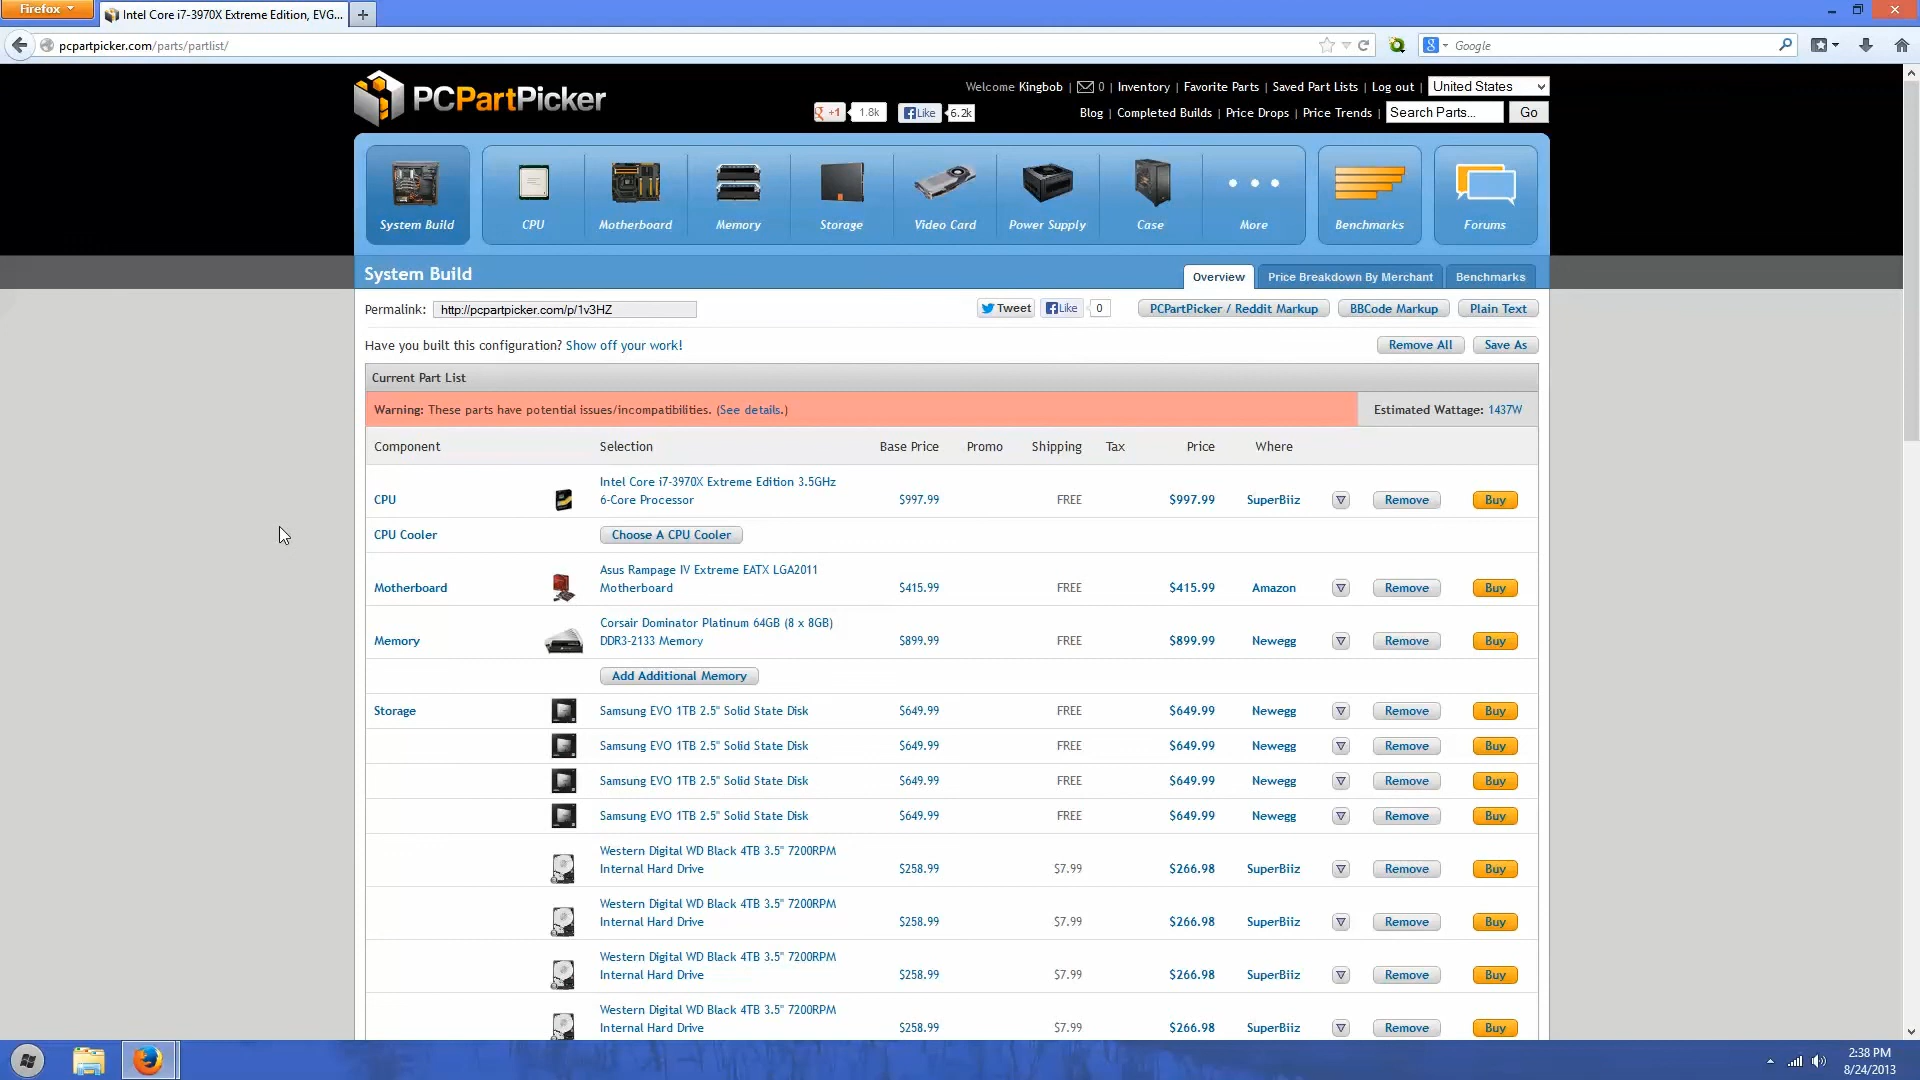 Firefox
Intel Core i7-3970X Extreme Edition, EVG...
pcpartpicker.com/parts/partlist/
Google
PCPartPicker
Welcome Kingbob | 0 | Inventory | Favorite Parts | Saved Part Lists | Log out | United States
+1 1.8k Like 6.2k
Blog | Completed Builds | Price Drops | Price Trends | Search Parts... Go
System Build CPU Motherboard Memory Storage Video Card Power Supply Case More Benchmarks Forums
System Build Overview Price Breakdown By Merchant Benchmarks
Permalink: http://pcpartpicker.com/p/1v3HZ Tweet Like 0 PCPartPicker / Reddit Markup BBCode Markup Plain Text
Have you built this configuration? Show off your work! Remove All Save As
Current Part List
Warning: These parts have potential issues/incompatibilities. (See details.) Estimated Wattage: 1437W
Component Selection Base Price Promo Shipping Tax Price Where
Intel Core i7-3970X Extreme Edition 3.5GHz
CPU 6-Core Processor $997.99 FREE $997.99 SuperBiiz Remove Buy
CPU Cooler Choose A CPU Cooler
Asus Rampage IV Extreme EATX LGA2011
Motherboard Motherboard $415.99 FREE $415.99 Amazon Remove Buy
Corsair Dominator Platinum 64GB (8 x 8GB)
Memory DDR3-2133 Memory $899.99 FREE $899.99 Newegg Remove Buy
Add Additional Memory
Storage Samsung EVO 1TB 2.5" Solid State Disk $649.99 FREE $649.99 Newegg Remove Buy
Samsung EVO 1TB 2.5" Solid State Disk $649.99 FREE $649.99 Newegg Remove Buy
Samsung EVO 1TB 2.5" Solid State Disk $649.99 FREE $649.99 Newegg Remove Buy
Samsung EVO 1TB 2.5" Solid State Disk $649.99 FREE $649.99 Newegg Remove Buy
Western Digital WD Black 4TB 3.5" 7200RPM
Internal Hard Drive $258.99 $7.99 $266.98 SuperBiiz Remove Buy
Western Digital WD Black 4TB 3.5" 7200RPM
Internal Hard Drive $258.99 $7.99 $266.98 SuperBiiz Remove Buy
Western Digital WD Black 4TB 3.5" 7200RPM
Internal Hard Drive $258.99 $7.99 $266.98 SuperBiiz Remove Buy
Western Digital WD Black 4TB 3.5" 7200RPM
Internal Hard Drive $258.99 $7.99 $266.98 SuperBiiz Remove Buy
2:38 PM
8/24/2013